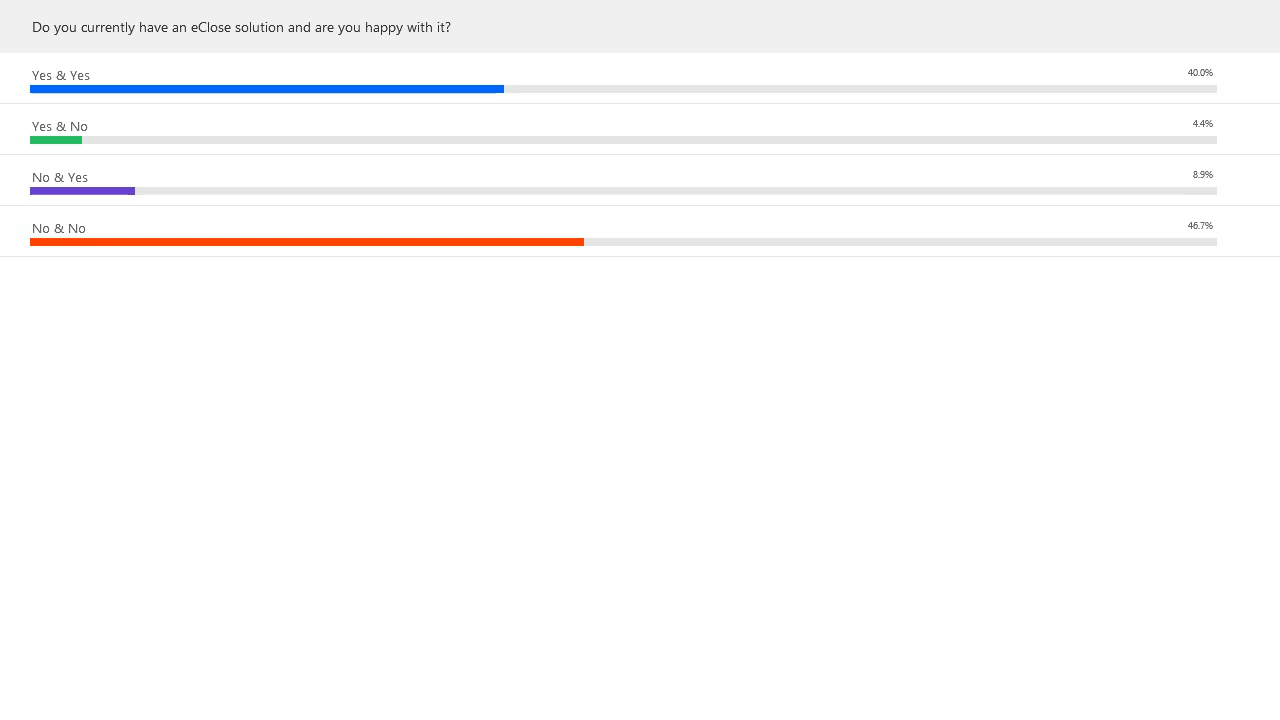 Do you currently have an eClose solution and are you happy with it?
Yes & Yes
40.0%
Yes & No
4.4%
No & Yes
8.9%
No & No
46.7%